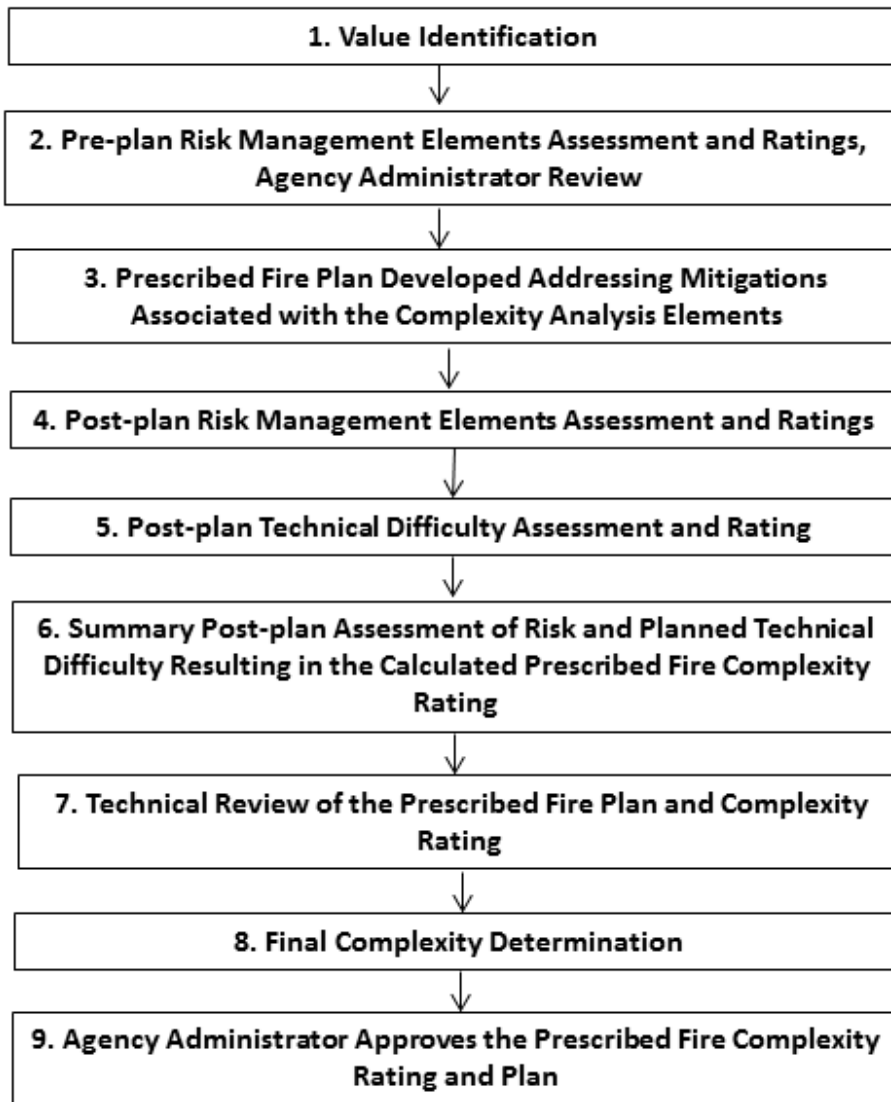 1. Value Identification
2. Pre-plan Risk Management Elements Assessment and Ratings,
Agency Administrator Review
3. Prescribed Fire Plan Developed Addressing Mitigations
Associated with the Complexity Analysis Elements
4. Post-plan Risk Management Elements Assessment and Ratings
5. Post-plan Technical Difficulty Assessment and Rating
6. Summary Post-plan Assessment of Risk and Planned Technical
Difficulty Resulting in the Calculated Prescribed Fire Complexity
Rating
7. Technical Review of the Prescribed Fire Plan and Complexity
Rating
8. Final Complexity Determination
9. Agency Administrator Approves the Prescribed Fire Complexity
Rating and Plan